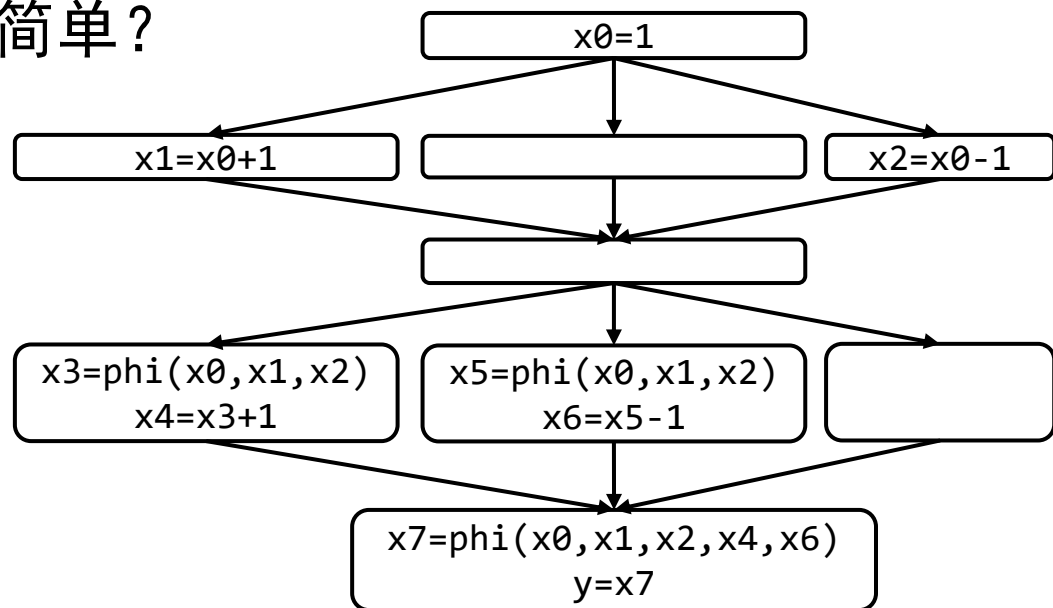 简单？
x0=1
x1=x0+1
x2=x0-1
x3=phi(x0,x1,x2)
x4=x3+1
x5=phi(x0,x1,x2)
x6=x5-1
x7=phi(x0,x1,x2,x4,x6)
y=x7